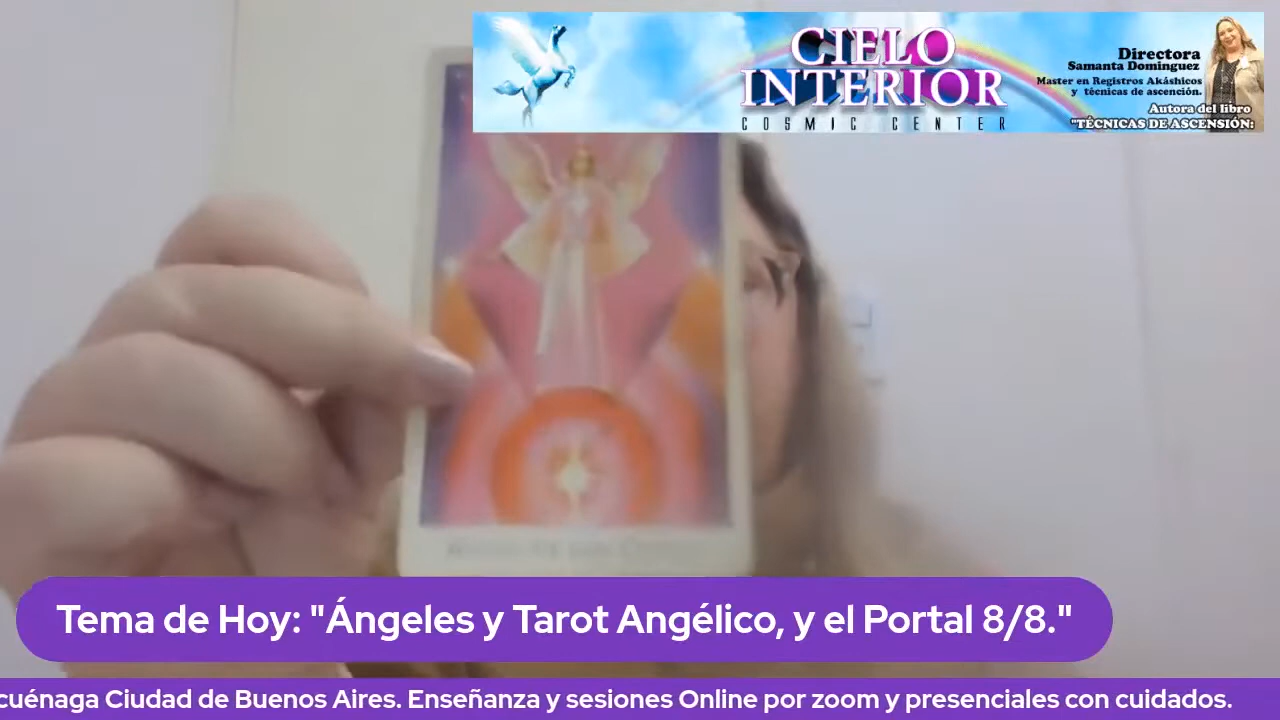 CIELO
INTERIOR
COSMIC CENTER
Directora
Samanta Dominguez
Master en Registros Akáshicos
y técnicas de ascención.
Autora del libro
"TÉCNICAS DE ASCENSIÓN:
Tema de Hoy: "Ángeles y Tarot Angélico, y el Portal 8/8."
cuénaga Ciudad de Buenos Aires. Enseñanza y sesiones Online por zoom y presenciales con cuidados.